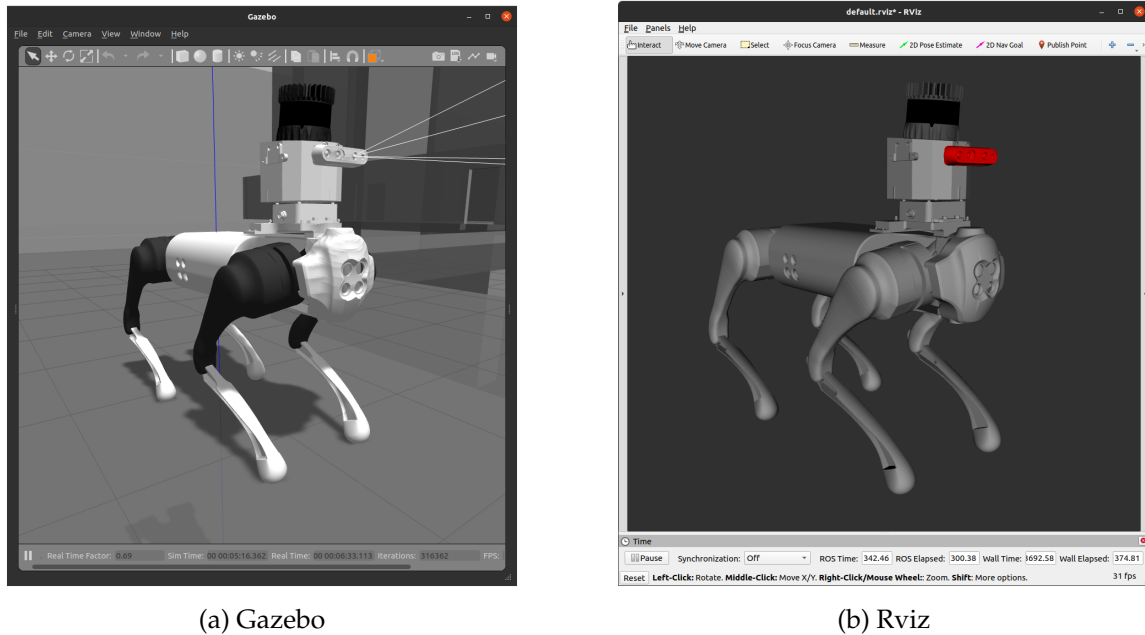 Gazebo
File Edit Camera View Window Help
Real Time Factor: 0.69 Sim Time: 00 00:05:16.362 Real Time: 00 00:06:33.113 Iterations: 316362 FPS:
(a) Gazebo
default.rviz* - RViz
File Panels Help
Interact Move Camera Select Focus Camera Measure 2D Pose Estimate 2D Nav Goal Publish Point
Time
Pause Synchronization: Off ROS Time: 342.46 ROS Elapsed: 300.38 Wall Time: 3692.58 Wall Elapsed: 374.81
Reset Left-Click: Rotate. Middle-Click: Move X/Y. Right-Click/Mouse Wheel:: Zoom. Shift: More options. 31 fps
(b) Rviz